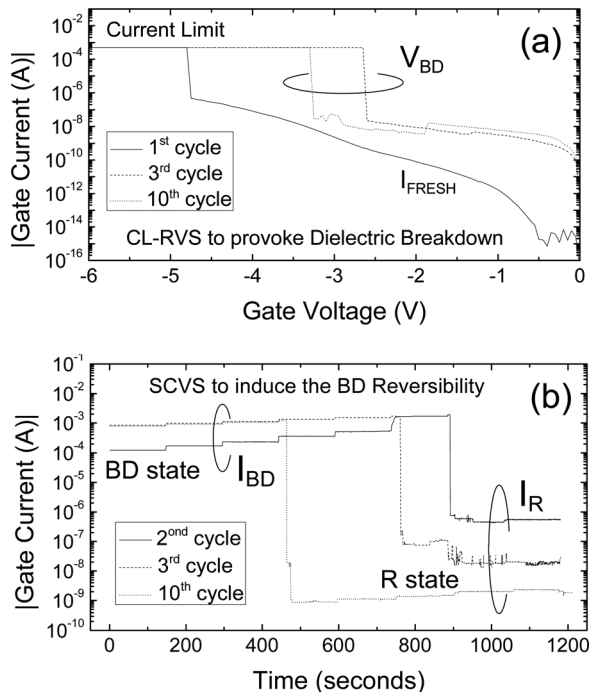 10⁻²
10⁻⁴
10⁻⁶
10⁻⁸
10⁻¹⁰
10⁻¹²
10⁻¹⁴
10⁻¹⁶
|Gate Current (A)|
Current Limit
(a)
V_BD
1ˢᵗ cycle
3ʳᵈ cycle
10ᵗʰ cycle
I_FRESH
CL-RVS to provoke Dielectric Breakdown
-6 -5 -4 -3 -2 -1 0
Gate Voltage (V)
10⁻¹
10⁻²
10⁻³
10⁻⁴
10⁻⁵
10⁻⁶
10⁻⁷
10⁻⁸
10⁻⁹
10⁻¹⁰
|Gate Current (A)|
SCVS to induce the BD Reversibility
(b)
BD state
I_BD
I_R
2ᵒⁿᵈ cycle
3ʳᵈ cycle
10ᵗʰ cycle
R state
0 200 400 600 800 1000 1200
Time (seconds)